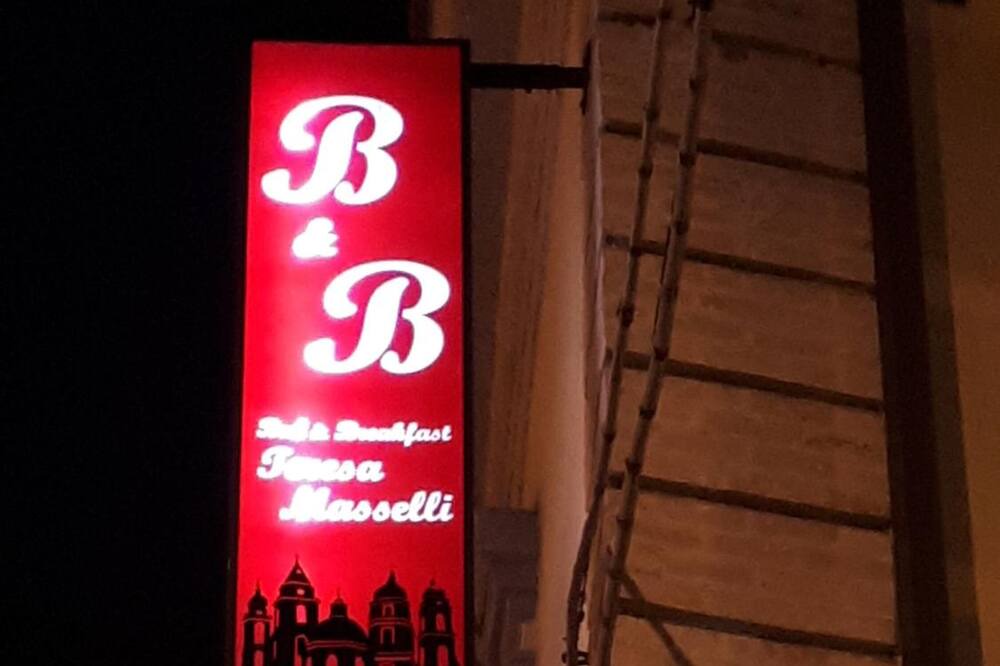 B
&
B
Bed & Breakfast
Teresa
Masselli